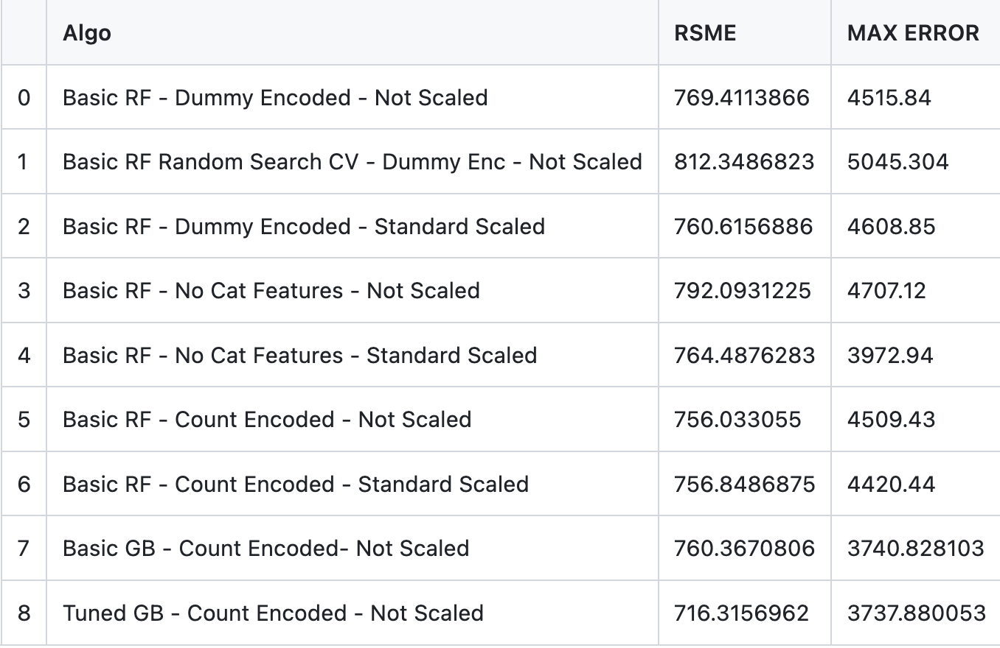 Algo RSME MAX ERROR
0 Basic RF - Dummy Encoded - Not Scaled 769.4113866 4515.84
1 Basic RF Random Search CV - Dummy Enc - Not Scaled 812.3486823 5045.304
2 Basic RF - Dummy Encoded - Standard Scaled 760.6156886 4608.85
3 Basic RF - No Cat Features - Not Scaled 792.0931225 4707.12
4 Basic RF - No Cat Features - Standard Scaled 764.4876283 3972.94
5 Basic RF - Count Encoded - Not Scaled 756.033055 4509.43
6 Basic RF - Count Encoded - Standard Scaled 756.8486875 4420.44
7 Basic GB - Count Encoded- Not Scaled 760.3670806 3740.828103
8 Tuned GB - Count Encoded - Not Scaled 716.3156962 3737.880053